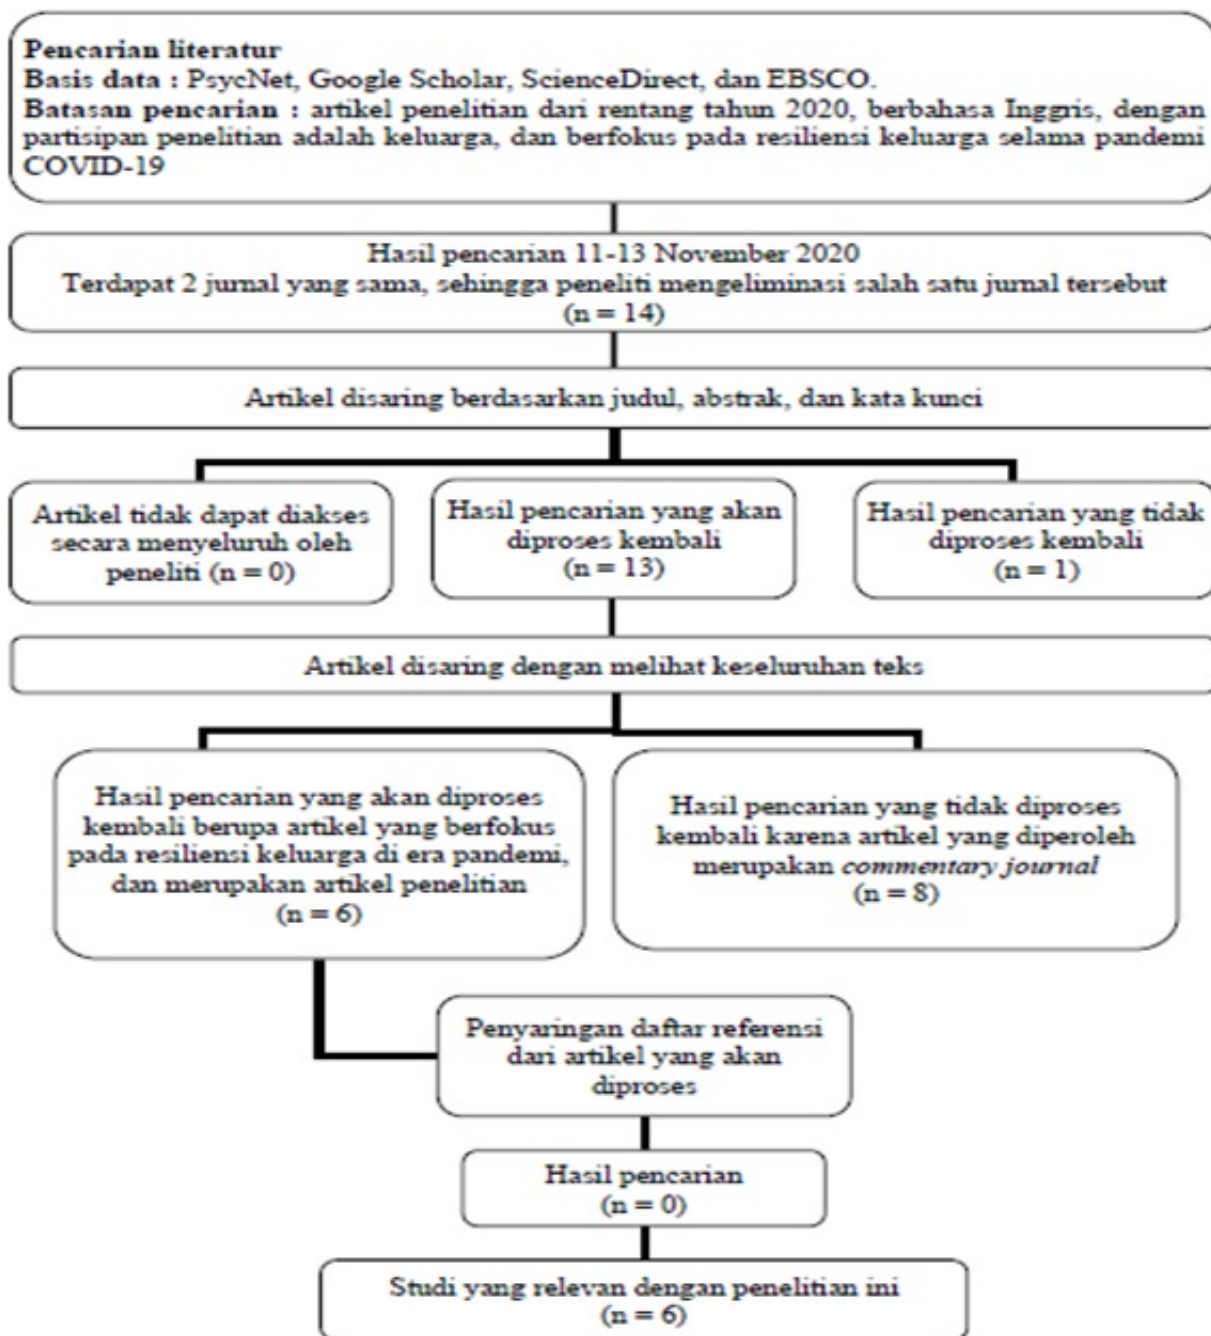 Pencarian literatur
Basis data : PsycNet, Google Scholar, ScienceDirect, dan EBSCO.
Batasan pencarian : artikel penelitian dari rentang tahun 2020, berbahasa Inggris, dengan
partisipan penelitian adalah keluarga, dan berfokus pada resiliensi keluarga selama pandemi
COVID-19
Hasil pencarian 11-13 November 2020
Terdapat 2 jurnal yang sama, sehingga peneliti mengeliminasi salah satu jurnal tersebut
(n = 14)
Artikel disaring berdasarkan judul, abstrak, dan kata kunci
Artikel tidak dapat diakses
secara menyeluruh oleh
peneliti (n = 0)
Hasil pencarian yang akan
diproses kembali
(n = 13)
Hasil pencarian yang tidak
diproses kembali
(n = 1)
Artikel disaring dengan melihat keseluruhan teks
Hasil pencarian yang akan diproses
kembali berupa artikel yang berfokus
pada resiliensi keluarga di era pandemi,
dan merupakan artikel penelitian
(n = 6)
Hasil pencarian yang tidak diproses
kembali karena artikel yang diperoleh
merupakan commentary journal
(n = 8)
Penyaringan daftar referensi
dari artikel yang akan
diproses
Hasil pencarian
(n = 0)
Studi yang relevan dengan penelitian ini
(n = 6)